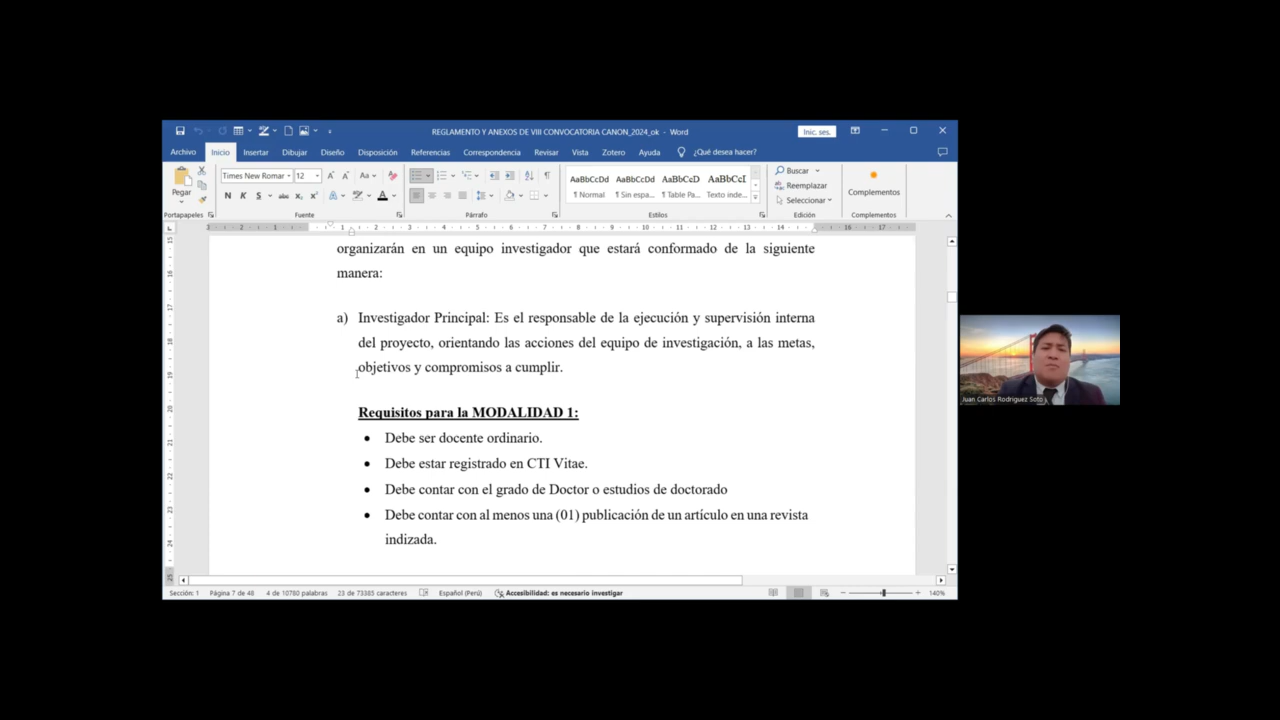 REGLAMENTO Y ANEXOS DE VIII CONVOCATORIA CANON_2024_ok - Word
Inic. ses.
Archivo Inicio Insertar Dibujar Diseño Disposición Referencias Correspondencia Revisar Vista Zotero Ayuda ¿Qué desea hacer?
Pegar
Times New Romar 12
N K S abc x₂ x²
AaBbCcDd AaBbCcDd AaBbCcD AaBbCcI
¶ Normal ¶ Sin espa... ¶ Table Pa... Texto inde...
Buscar
Reemplazar
Seleccionar
Complementos
Portapapeles Fuente Párrafo Estilos Edición Complementos
organizarán en un equipo investigador que estará conformado de la siguiente
manera:
a) Investigador Principal: Es el responsable de la ejecución y supervisión interna
del proyecto, orientando las acciones del equipo de investigación, a las metas,
objetivos y compromisos a cumplir.
Requisitos para la MODALIDAD 1:
• Debe ser docente ordinario.
• Debe estar registrado en CTI Vitae.
• Debe contar con el grado de Doctor o estudios de doctorado
• Debe contar con al menos una (01) publicación de un artículo en una revista
indizada.
Juan Carlos Rodriguez Soto
Sección: 1 Página 7 de 48 4 de 10780 palabras 23 de 73385 caracteres Español (Perú) Accesibilidad: es necesario investigar 140%